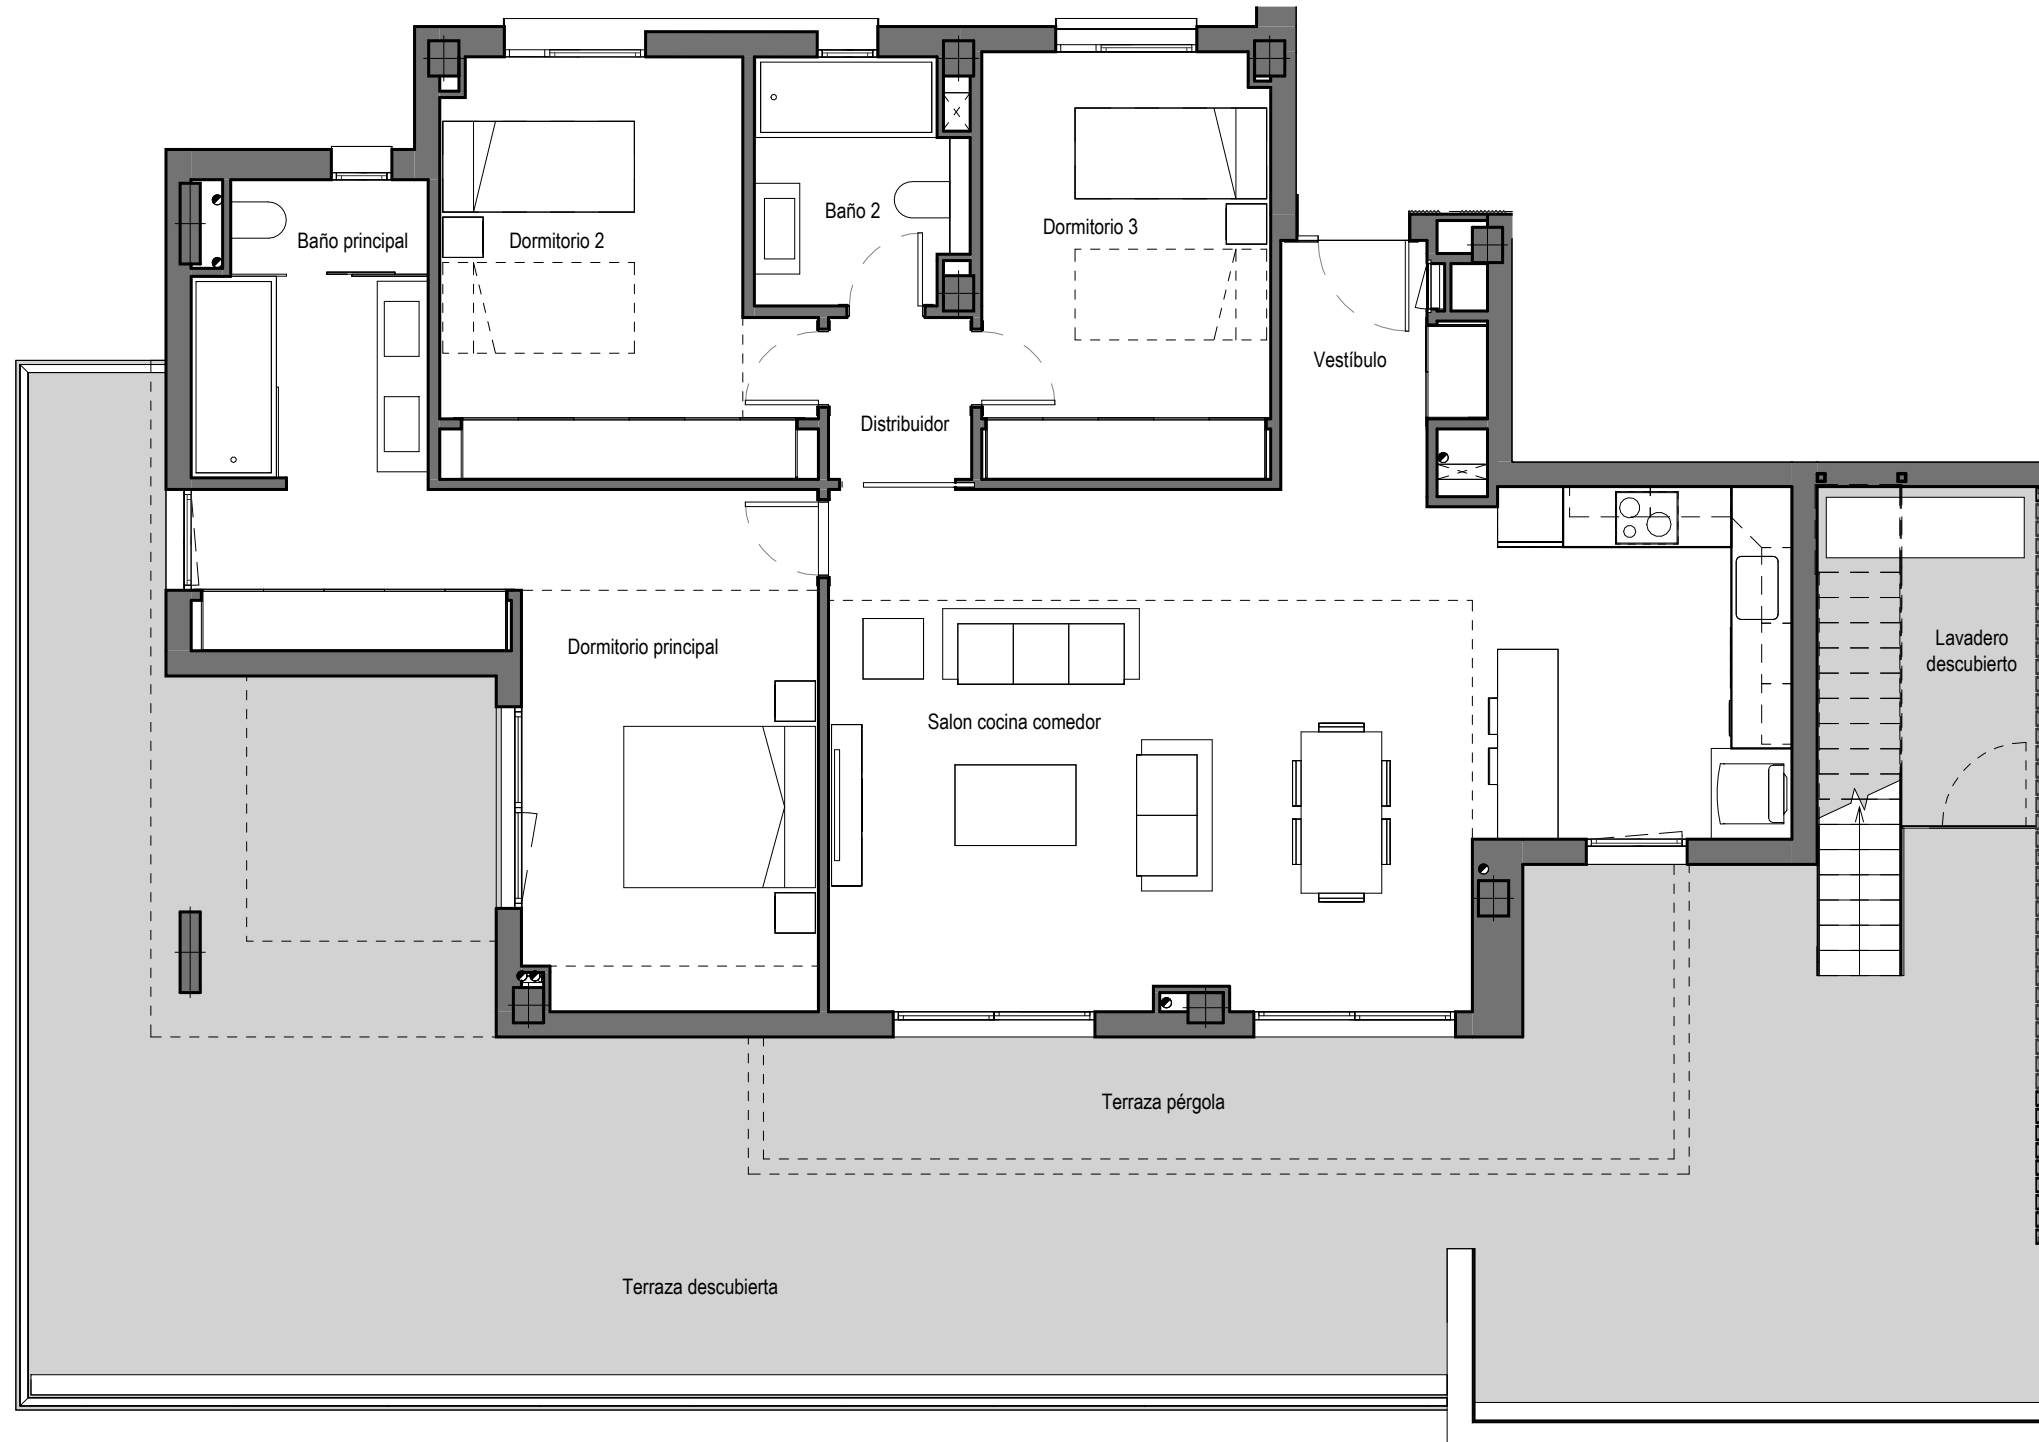 Baño 2
Dormitorio 3
Baño principal
Dormitorio 2
Vestíbulo
Distribuidor
Lavadero
descubierto
Dormitorio principal
Salon cocina comedor
Terraza pérgola
Terraza descubierta